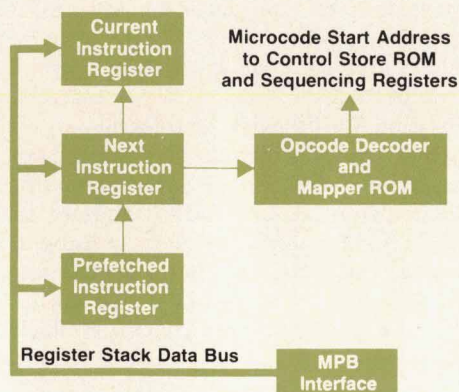 Current
Instruction
Register
Microcode Start Address
to Control Store ROM
and Sequencing Registers
Next
Instruction
Register
Opcode Decoder
and
Mapper ROM
Prefetched
Instruction
Register
Register Stack Data Bus
MPB
Interface